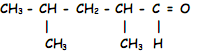 CH₃ - CH - CH₂ - CH - C = O
CH₃ CH₃ H